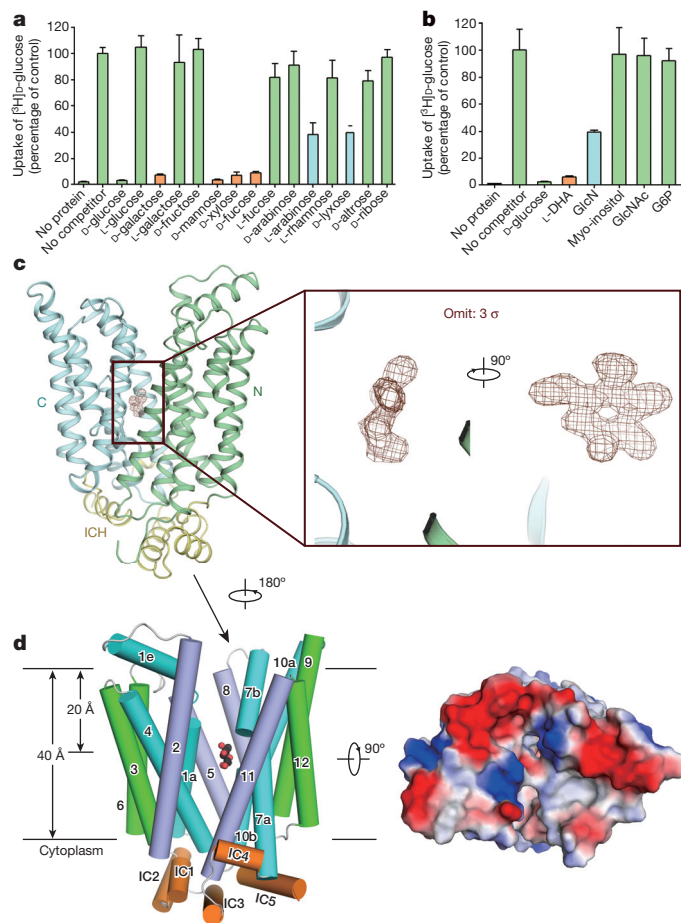 a
Uptake of [³H]D-glucose
(percentage of control)
120
100
80
60
40
20
0
No protein
No competitor
D-glucose
L-glucose
D-galactose
L-galactose
D-fructose
D-mannose
D-xylose
D-fucose
L-fucose
D-arabinose
L-arabinose
L-rhamnose
D-lyxose
D-altrose
D-ribose
b
Uptake of [³H]D-glucose
(percentage of control)
120
100
80
60
40
20
0
No protein
No competitor
D-glucose
L-DHA
GlcN
Myo-inositol
GlcNAc
G6P
c
C
N
ICH
Omit: 3 σ
90º
180º
d
20 Å
40 Å
Cytoplasm
1e
3
4
6
2
1a
5
8
7b
10a
9
11
12
7a
10b
IC2
IC1
IC3
IC4
IC5
90º